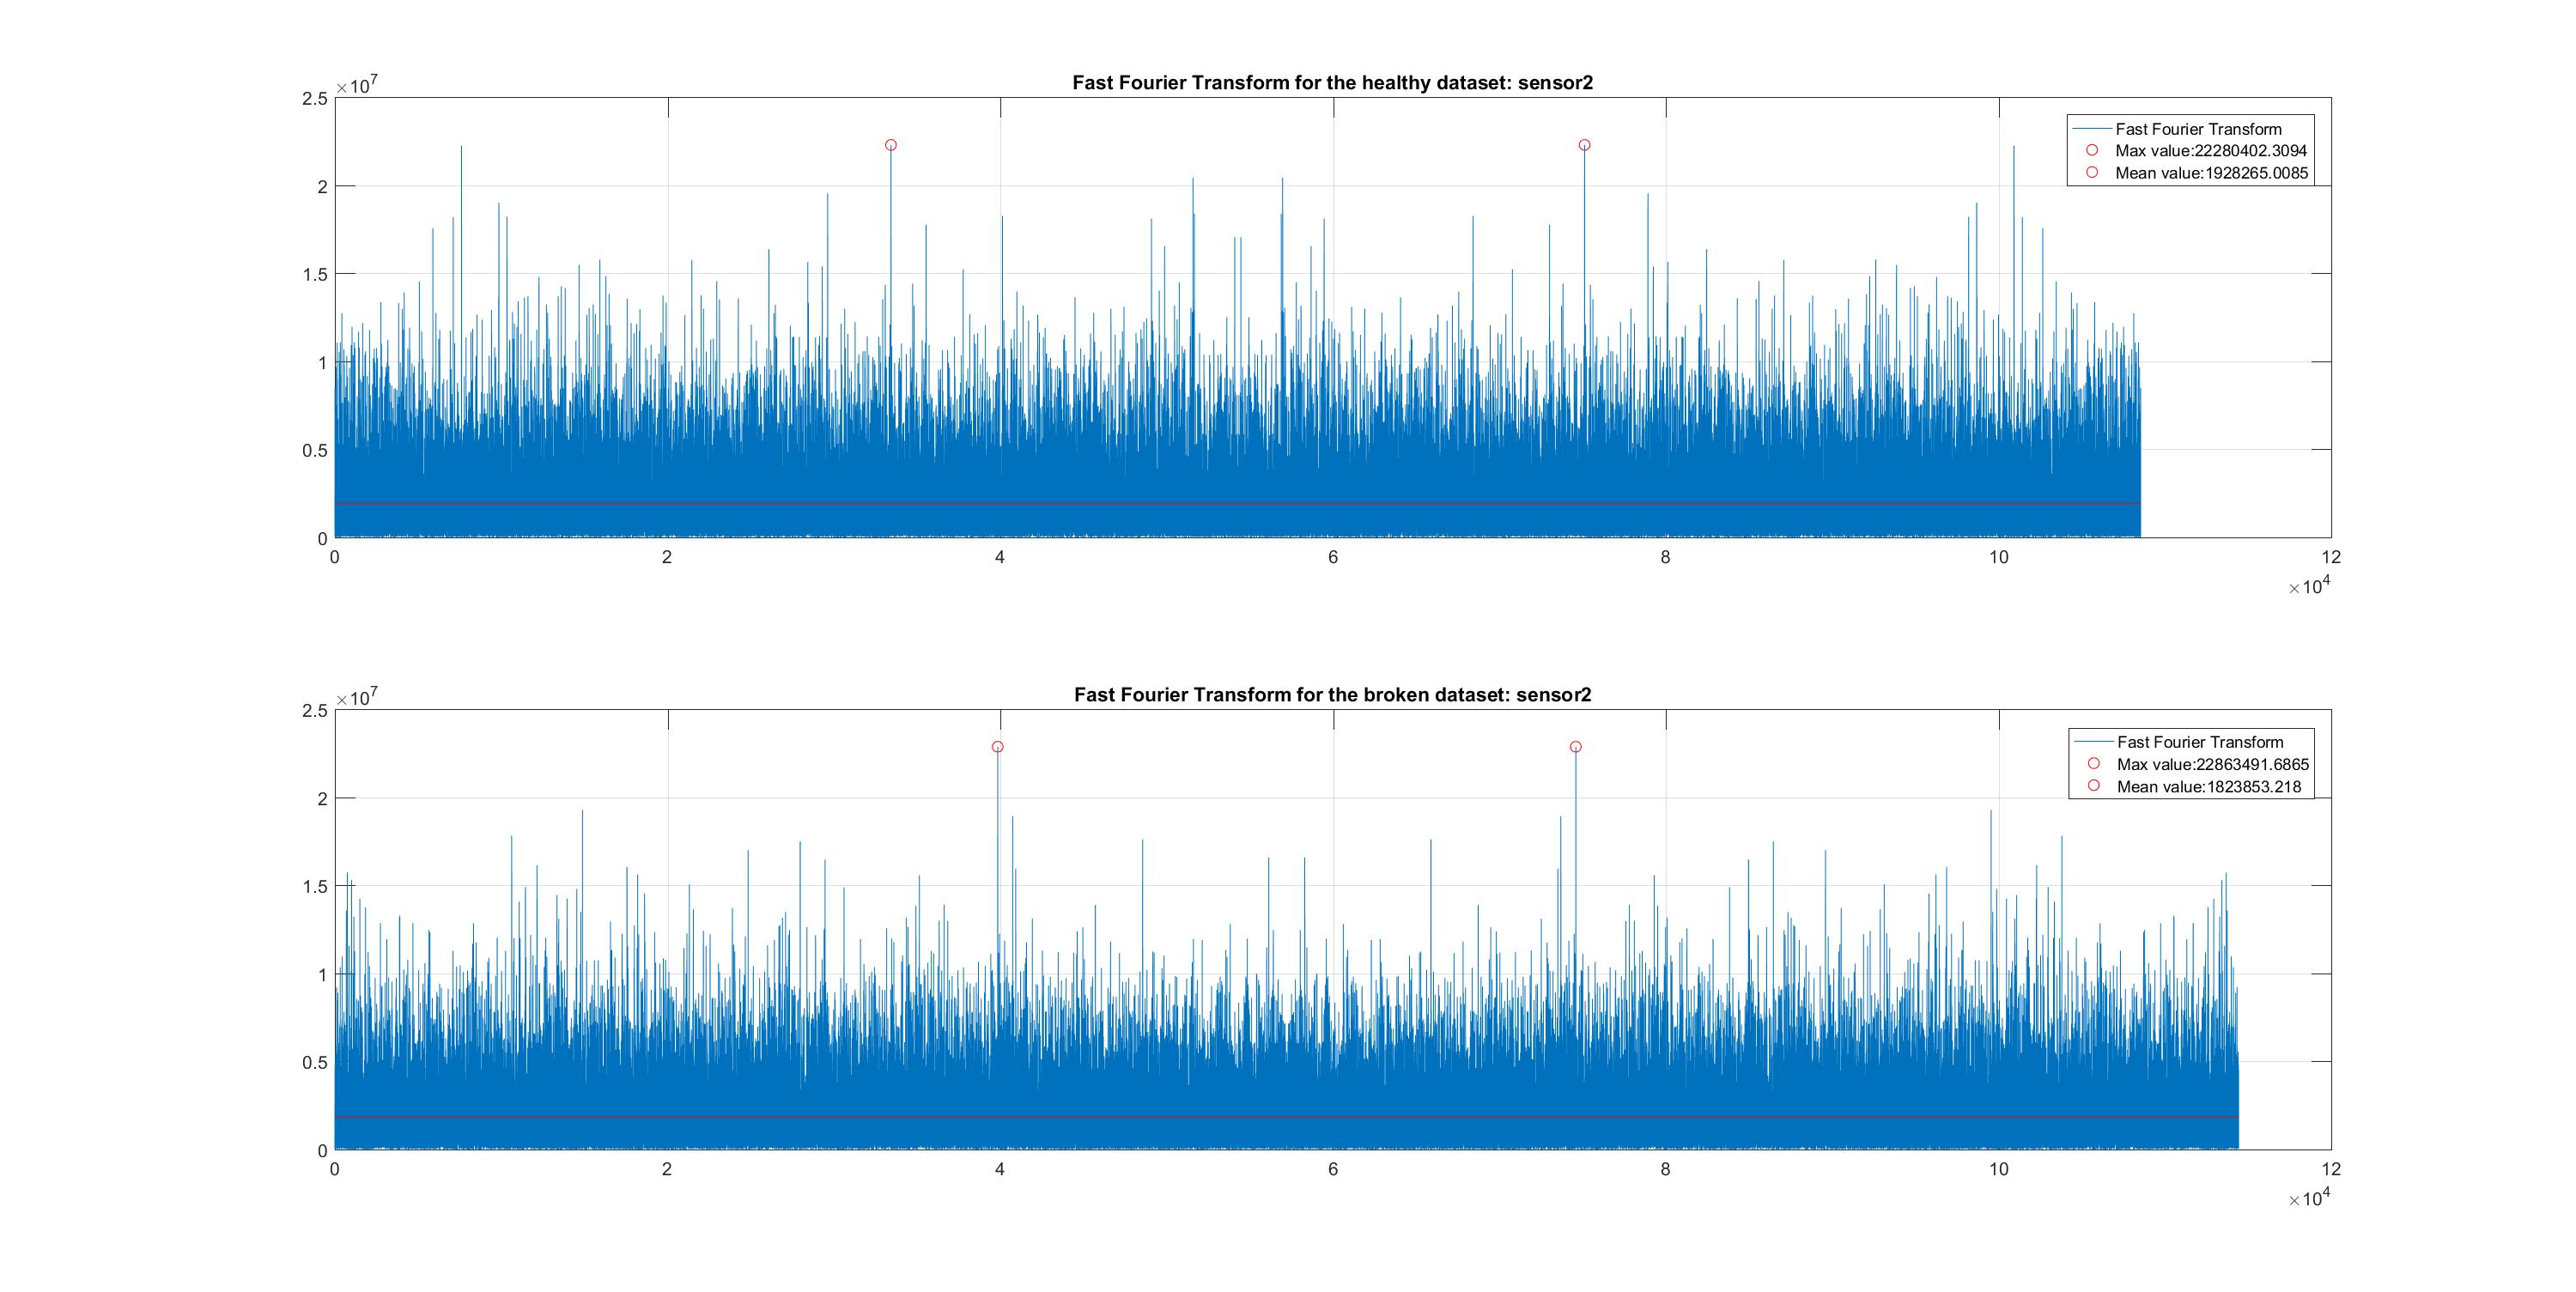 Fast Fourier Transform for the healthy dataset: sensor2
×10^7
2.5
2
1.5
1
0.5
0
Fast Fourier Transform
Max value:22280402.3094
Mean value:1928265.0085
0 2 4 6 8 10 12
×10^4
Fast Fourier Transform for the broken dataset: sensor2
×10^7
2.5
2
1.5
1
0.5
0
Fast Fourier Transform
Max value:22863491.6865
Mean value:1823853.218
0 2 4 6 8 10 12
×10^4